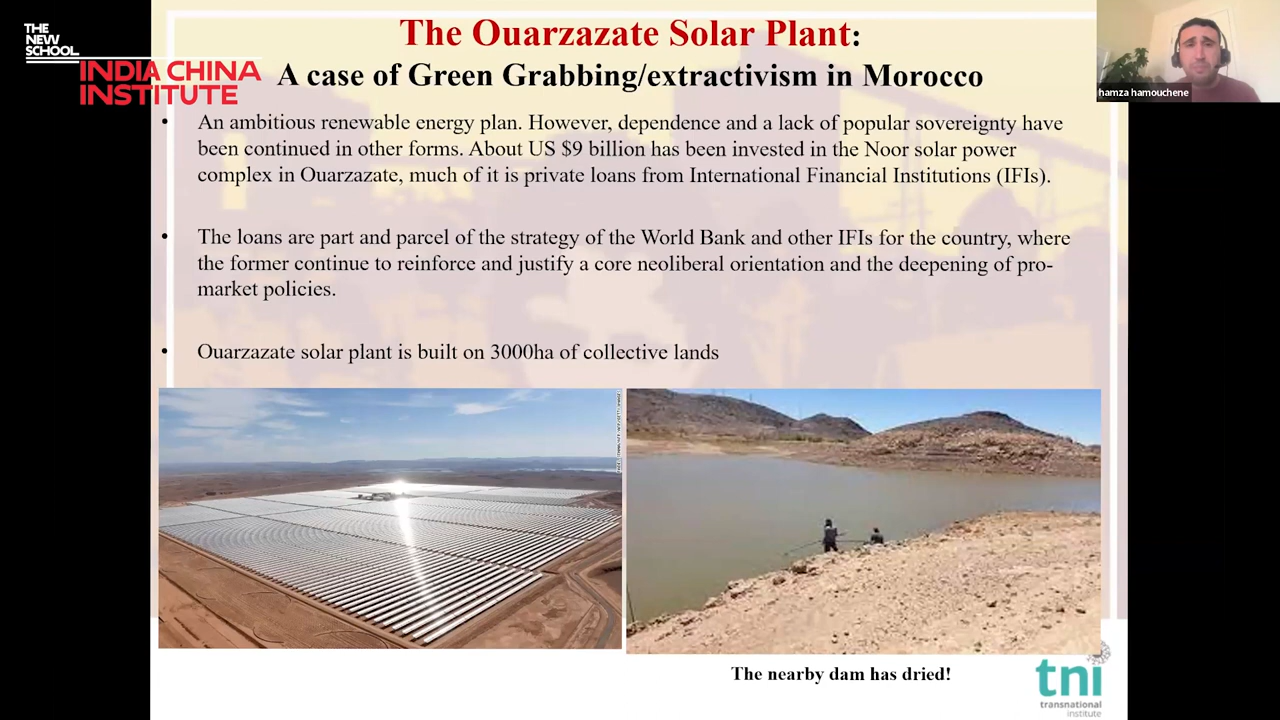 THE
NEW
SCHOOL
INDIA CHINA
INSTITUTE
The Ouarzazate Solar Plant:
A case of Green Grabbing/extractivism in Morocco
hamza hamouchene
• An ambitious renewable energy plan. However, dependence and a lack of popular sovereignty have
been continued in other forms. About US $9 billion has been invested in the Noor solar power
complex in Ouarzazate, much of it is private loans from International Financial Institutions (IFIs).
• The loans are part and parcel of the strategy of the World Bank and other IFIs for the country, where
the former continue to reinforce and justify a core neoliberal orientation and the deepening of pro-
market policies.
• Ouarzazate solar plant is built on 3000ha of collective lands
The nearby dam has dried!
tni
transnational
institute